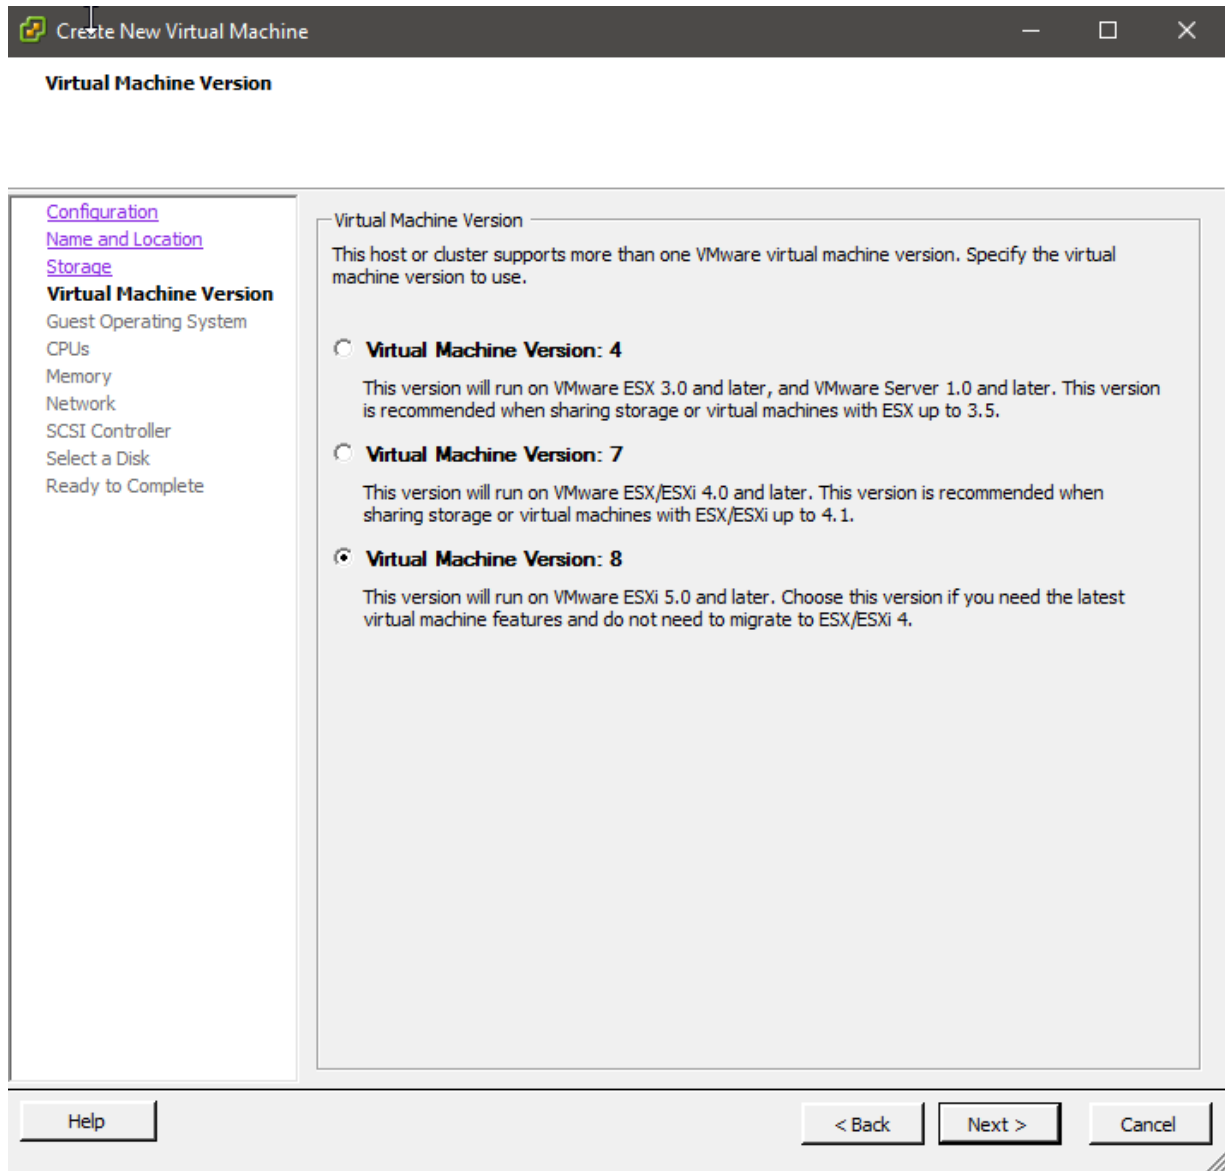 Create New Virtual Machine
Virtual Machine Version
Configuration
Name and Location
Storage
Virtual Machine Version
Guest Operating System
CPUs
Memory
Network
SCSI Controller
Select a Disk
Ready to Complete
Virtual Machine Version
This host or cluster supports more than one VMware virtual machine version. Specify the virtual
machine version to use.
Virtual Machine Version: 4
This version will run on VMware ESX 3.0 and later, and VMware Server 1.0 and later. This version
is recommended when sharing storage or virtual machines with ESX up to 3.5.
Virtual Machine Version: 7
This version will run on VMware ESX/ESXi 4.0 and later. This version is recommended when
sharing storage or virtual machines with ESX/ESXi up to 4.1.
Virtual Machine Version: 8
This version will run on VMware ESXi 5.0 and later. Choose this version if you need the latest
virtual machine features and do not need to migrate to ESX/ESXi 4.
Help
< Back
Next >
Cancel